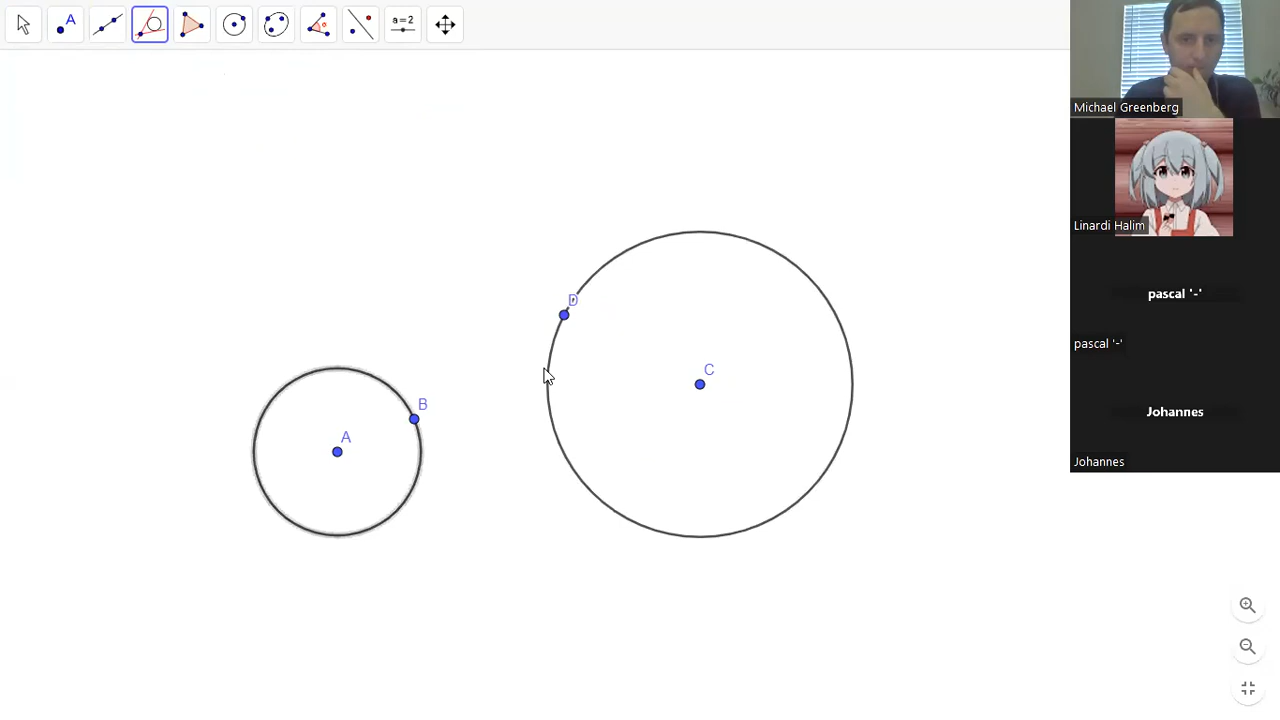 A
a=2
Michael Greenberg
Linardi Halim
D
pascal '-'
pascal '-'
C
B
Johannes
A
Johannes